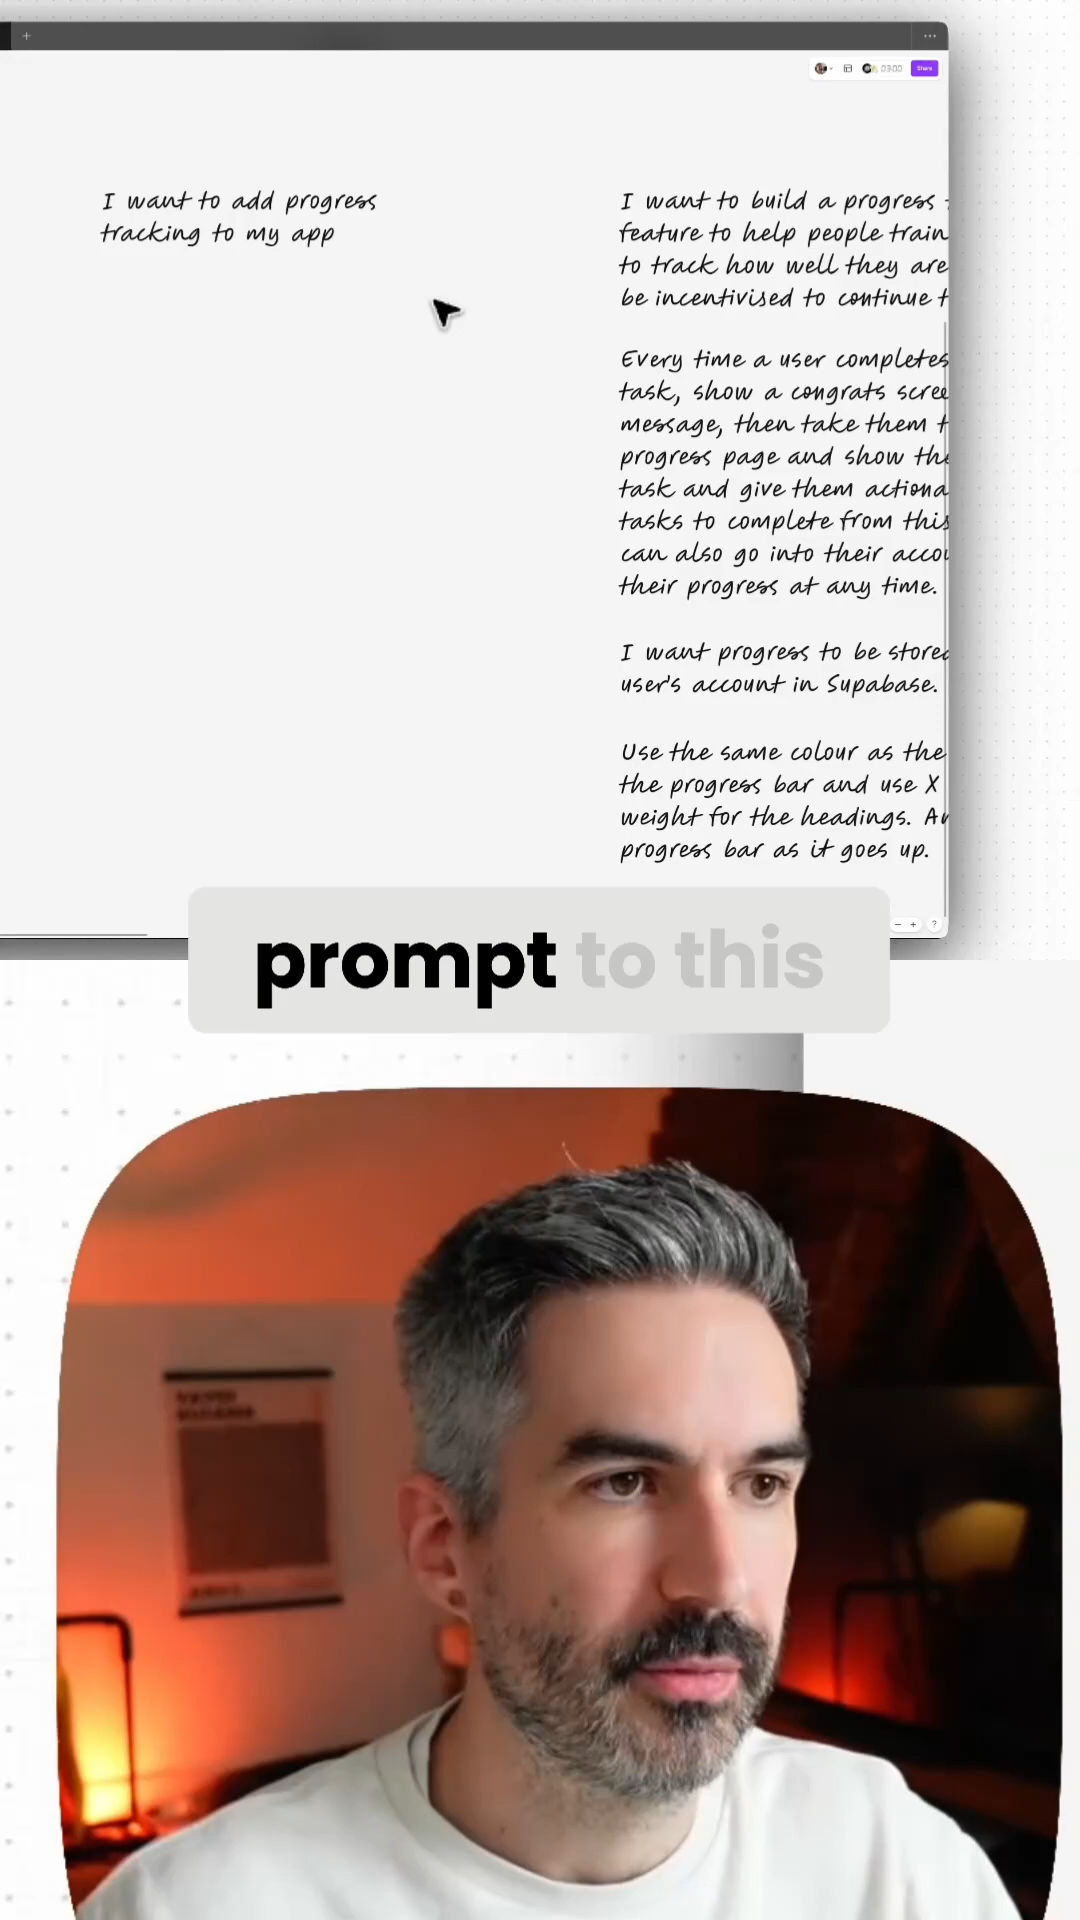 03:00
Share
I want to add progress
tracking to my app
I want to build a progress
feature to help people train
to track how well they are
be incentivised to continue
Every time a user completes
task, show a congrats
message, then take them
progress page and show
task and give them
tasks to complete from this
can also go into their
their progress at any time.
I want progress to be stored
user's account in Supabase.
Use the same colour as the
the progress bar and use X
weight for the headings.
progress bar as it goes up.
prompt to this